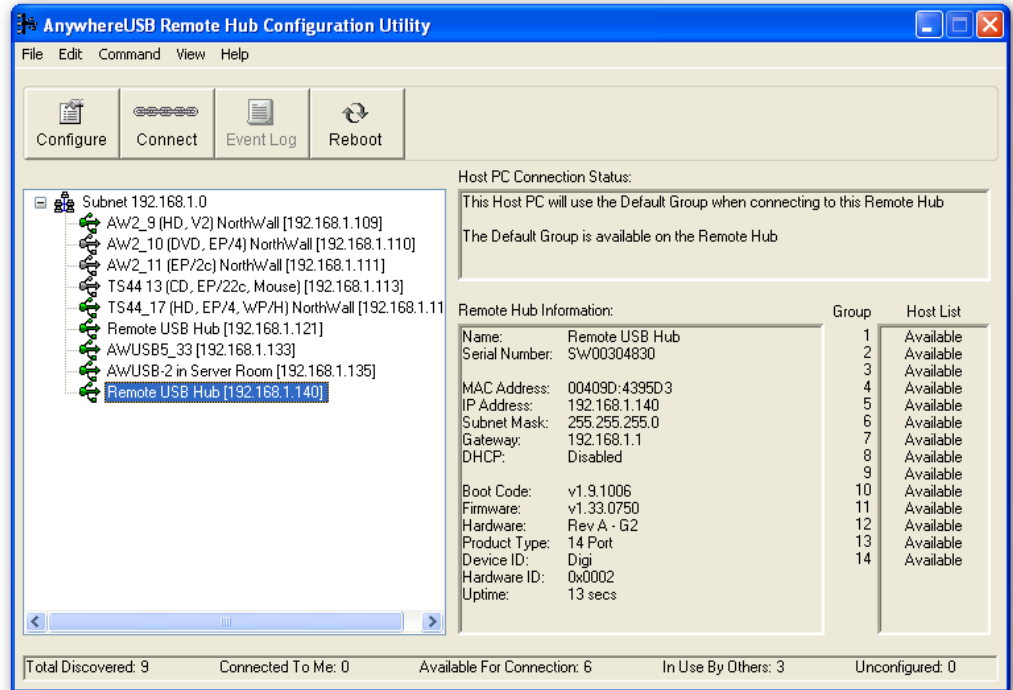 AnywhereUSB Remote Hub Configuration Utility
File Edit Command View Help
Configure Connect Event Log Reboot
Subnet 192.168.1.0
AW2_9 (HD, V2) NorthWall [192.168.1.109]
AW2_10 (DVD, EP/4) NorthWall [192.168.1.110]
AW2_11 (EP/2c) NorthWall [192.168.1.111]
TS44 13 (CD, EP/22c, Mouse) [192.168.1.113]
TS44_17 (HD, EP/4, WP/H) NorthWall [192.168.1.11
Remote USB Hub [192.168.1.121]
AWUSB5_33 [192.168.1.133]
AWUSB-2 in Server Room [192.168.1.135]
Remote USB Hub [192.168.1.140]
Host PC Connection Status:
This Host PC will use the Default Group when connecting to this Remote Hub
The Default Group is available on the Remote Hub
Remote Hub Information:
Name: Remote USB Hub
Serial Number: SW00304830
MAC Address: 00409D:4395D3
IP Address: 192.168.1.140
Subnet Mask: 255.255.255.0
Gateway: 192.168.1.1
DHCP: Disabled
Boot Code: v1.9.1006
Firmware: v1.33.0750
Hardware: Rev A - G2
Product Type: 14 Port
Device ID: Digi
Hardware ID: 0x0002
Uptime: 13 secs
Group Host List
1 Available
2 Available
3 Available
4 Available
5 Available
6 Available
7 Available
8 Available
9 Available
10 Available
11 Available
12 Available
13 Available
14 Available
Total Discovered: 9 Connected To Me: 0 Available For Connection: 6 In Use By Others: 3 Unconfigured: 0